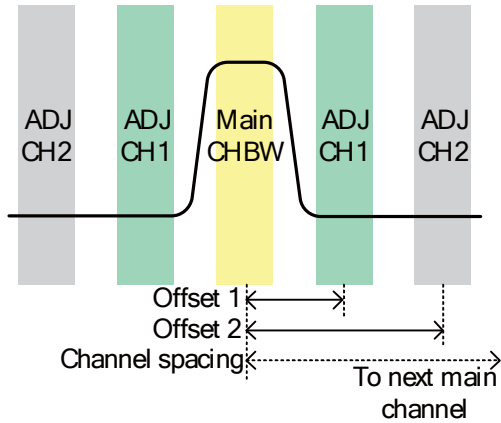 ADJ CH2
ADJ CH1
Main CHBW
ADJ CH1
ADJ CH2
Offset 1
Offset 2
Channel spacing
To next main
channel